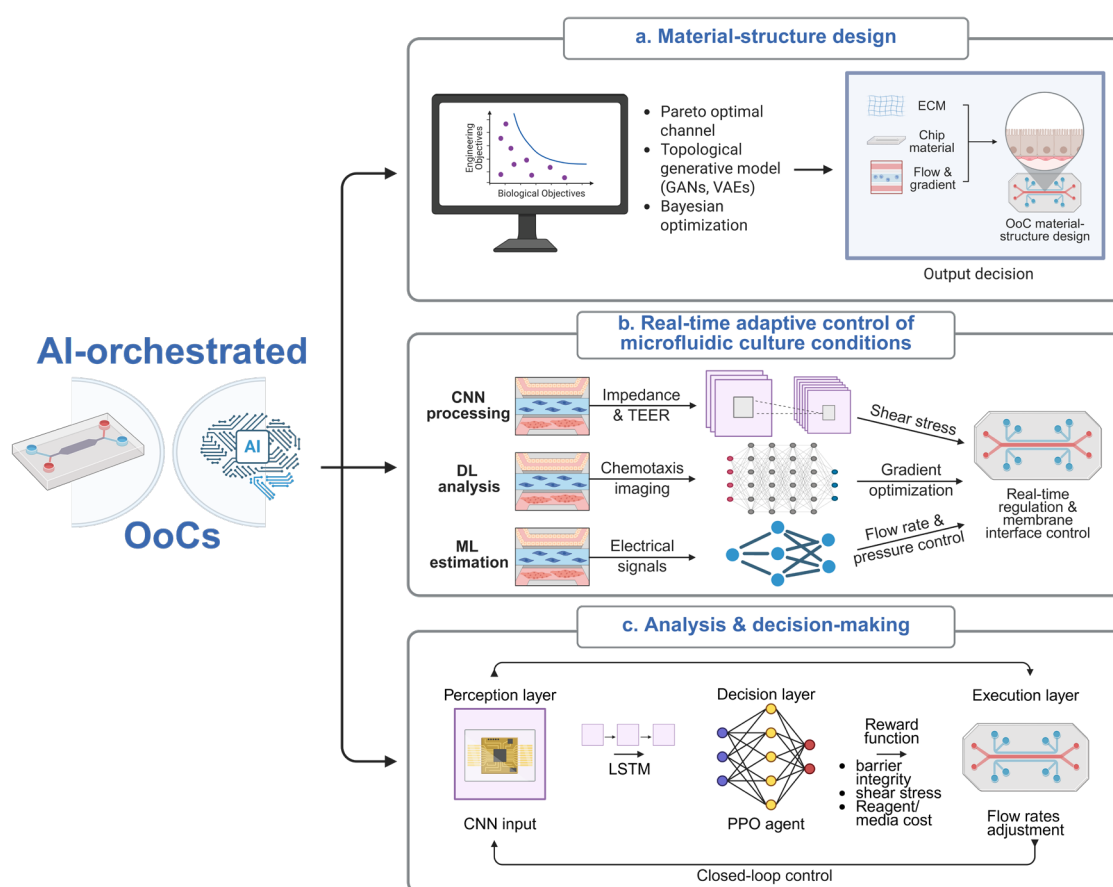 AI-orchestrated
AI
OoCs
a. Material-structure design
Engineering
Objectives
Biological Objectives
• Pareto optimal
channel
• Topological
generative model
(GANs, VAEs)
• Bayesian
optimization
ECM
Chip
material
Flow &
gradient
OoC material-
structure design
Output decision
b. Real-time adaptive control of
microfluidic culture conditions
CNN
processing
Impedance
& TEER
Shear stress
DL
analysis
Chemotaxis
imaging
Gradient
optimization
ML
estimation
Electrical
signals
Flow rate &
pressure control
Real-time
regulation &
membrane
interface control
c. Analysis & decision-making
Perception layer
CNN input
LSTM
Decision layer
PPO agent
Reward
function
• barrier
integrity
• shear stress
• Reagent/
media cost
Execution layer
Flow rates
adjustment
Closed-loop control